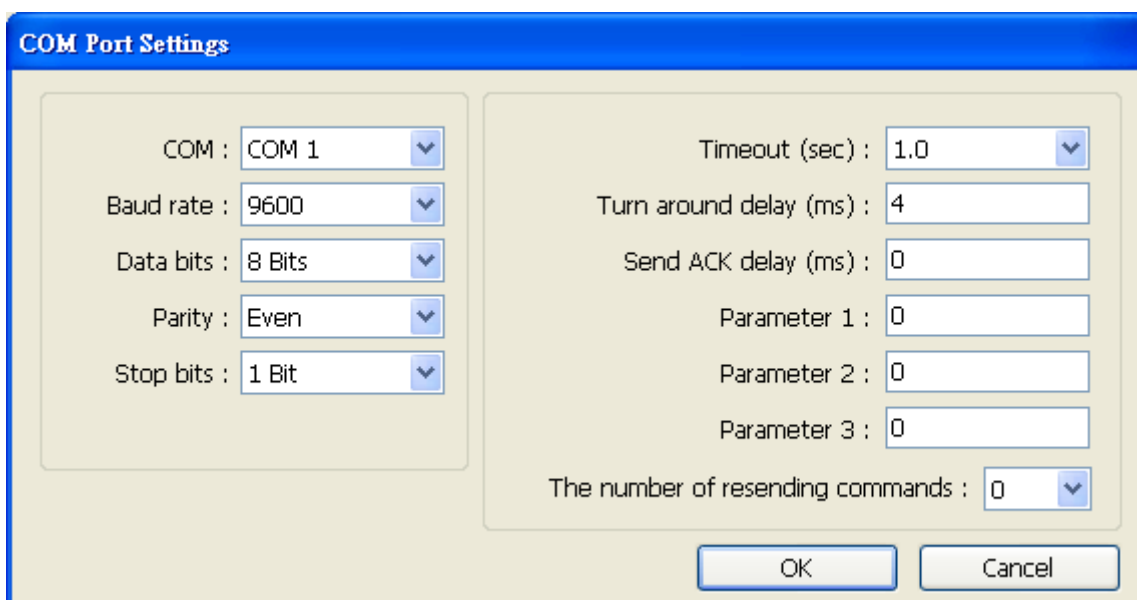 COM Port Settings
COM : COM 1
Baud rate : 9600
Data bits : 8 Bits
Parity : Even
Stop bits : 1 Bit
Timeout (sec) : 1.0
Turn around delay (ms) : 4
Send ACK delay (ms) : 0
Parameter 1 : 0
Parameter 2 : 0
Parameter 3 : 0
The number of resending commands : 0
OK Cancel